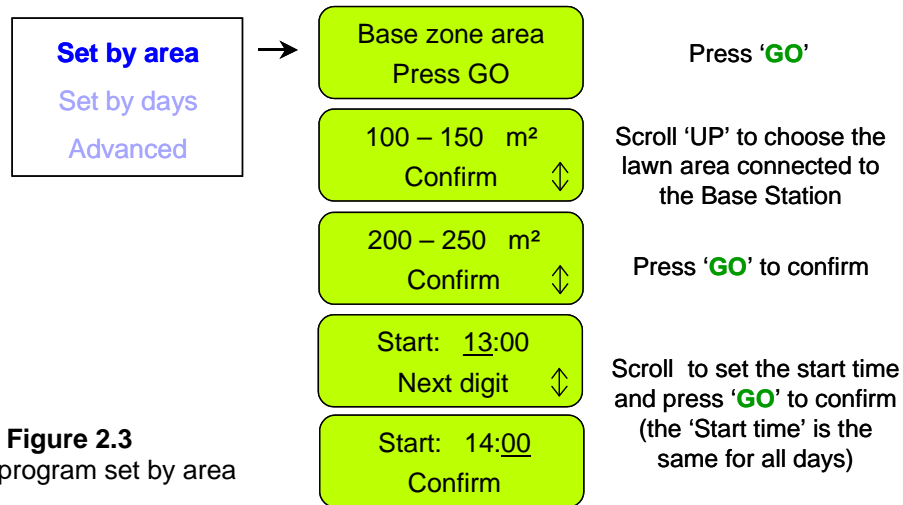 Set by area
Set by days
Advanced
Base zone area
Press GO
Press ‘GO’
100 – 150 m²
Confirm
Scroll ‘UP’ to choose the
lawn area connected to
the Base Station
200 – 250 m²
Confirm
Press ‘GO’ to confirm
Start: 13:00
Next digit
Scroll to set the start time
and press ‘GO’ to confirm
(the ‘Start time’ is the
same for all days)
Start: 14:00
Confirm
Figure 2.3
program set by area